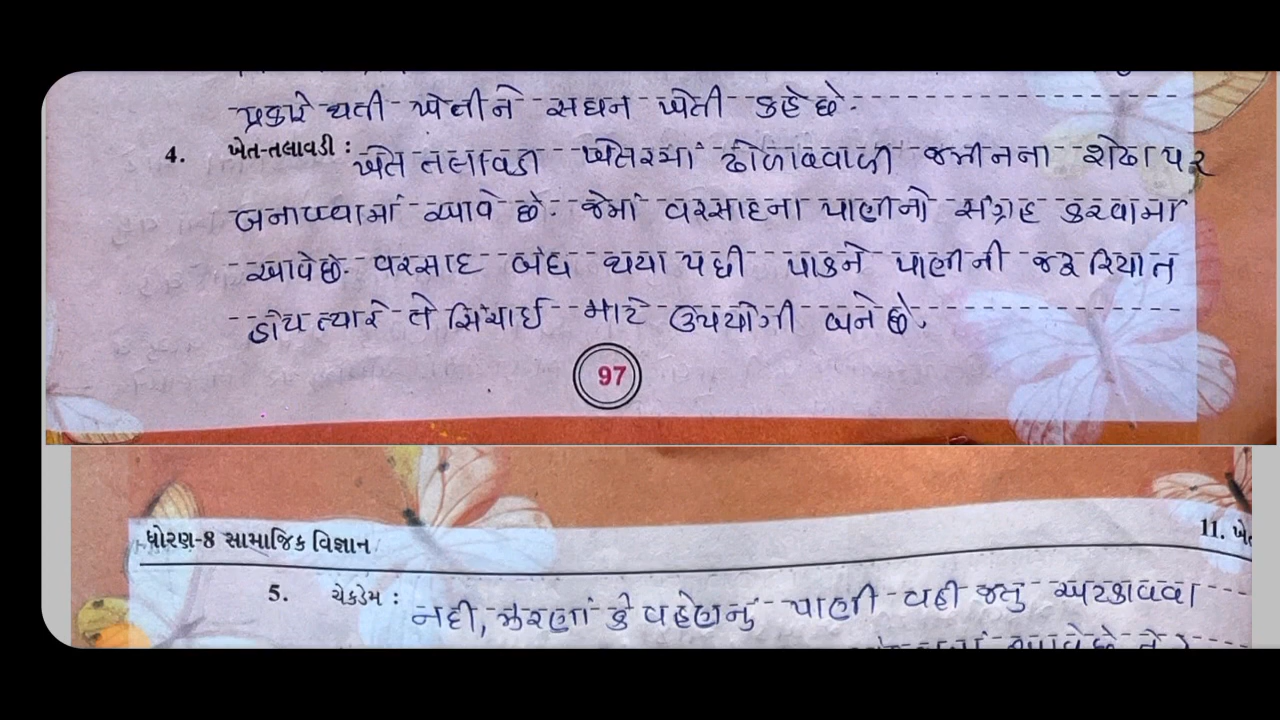 પ્રકારે થતી ખેતીને સઘન ખેતી કહે છે.
4. ખેત-તલાવડી : ખેત તલાવડી ખેતરમાં ઢોળાવવાળી જમીનના શેઢા પર
બનાવવામાં આવે છે. જેમાં વરસાદના પાણીનો સંગ્રહ કરવામાં
આવે છે. વરસાદ બંધ થયા પછી પાકને પાણીની જરૂરિયાત
હોય ત્યારે તે સિંચાઈ માટે ઉપયોગી બને છે.
97
ધોરણ-8 સામાજિક વિજ્ઞાન
11.
5. ચેકડેમ : નદી, ઝરણાં કે વહેણનું પાણી વહી જતું અટકાવવા